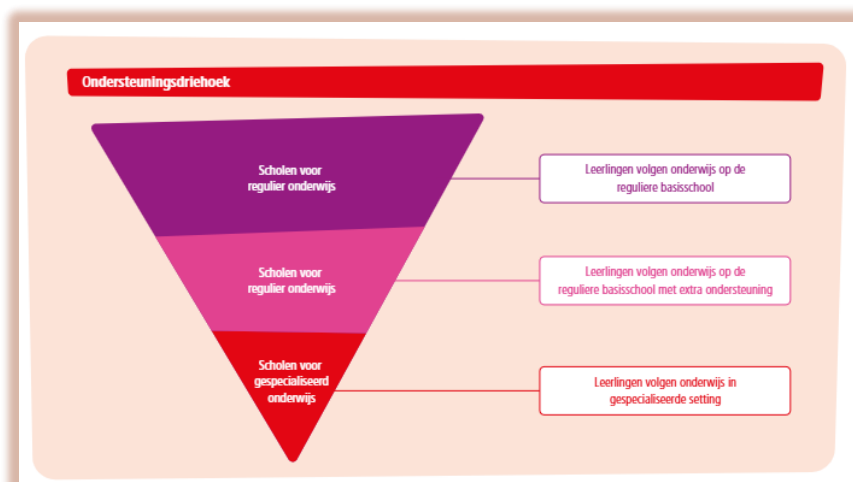 Ondersteuningsdriehoek
Scholen voor
regulier onderwijs
Leerlingen volgen onderwijs op de
reguliere basisschool
Scholen voor
regulier onderwijs
Leerlingen volgen onderwijs op de
reguliere basisschool met extra ondersteuning
Scholen voor
gespecialiseerd
onderwijs
Leerlingen volgen onderwijs in
gespecialiseerde setting